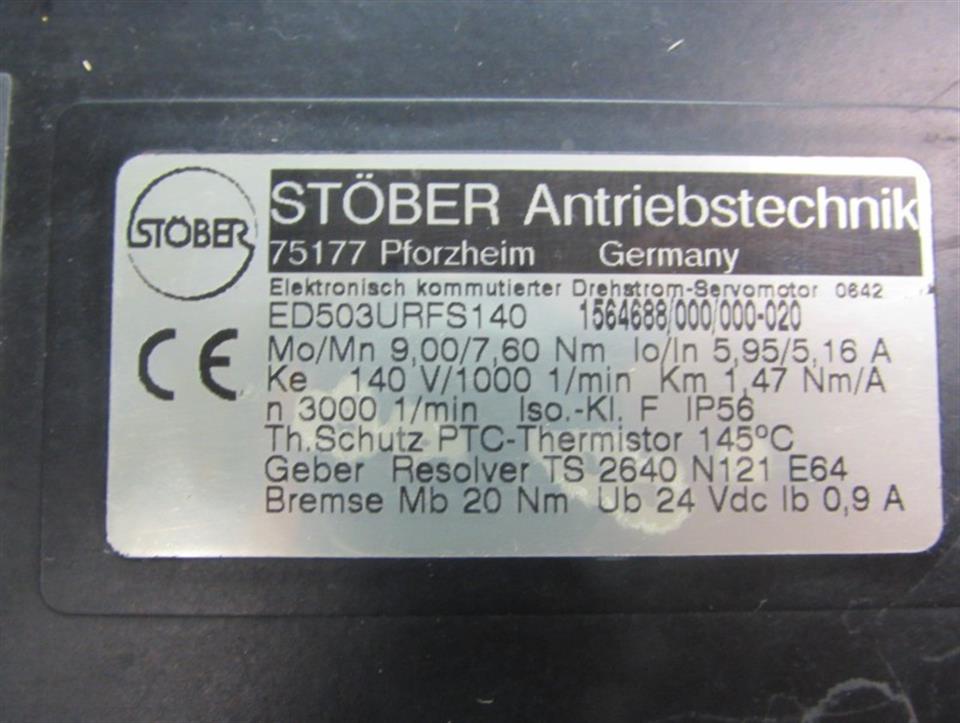 STÖBER
STÖBER Antriebstechnik
75177 Pforzheim Germany
Elektronisch kommutierter Drehstrom-Servomotor 0642
ED503URFS140 1564688/000/000-020
CE
Mo/Mn 9,00/7,60 Nm Io/In 5,95/5,16 A
Ke 140 V/1000 1/min Km 1,47 Nm/A
n 3000 1/min Iso.-Kl. F IP56
Th.Schutz PTC-Thermistor 145°C
Geber Resolver TS 2640 N121 E64
Bremse Mb 20 Nm Ub 24 Vdc Ib 0,9 A